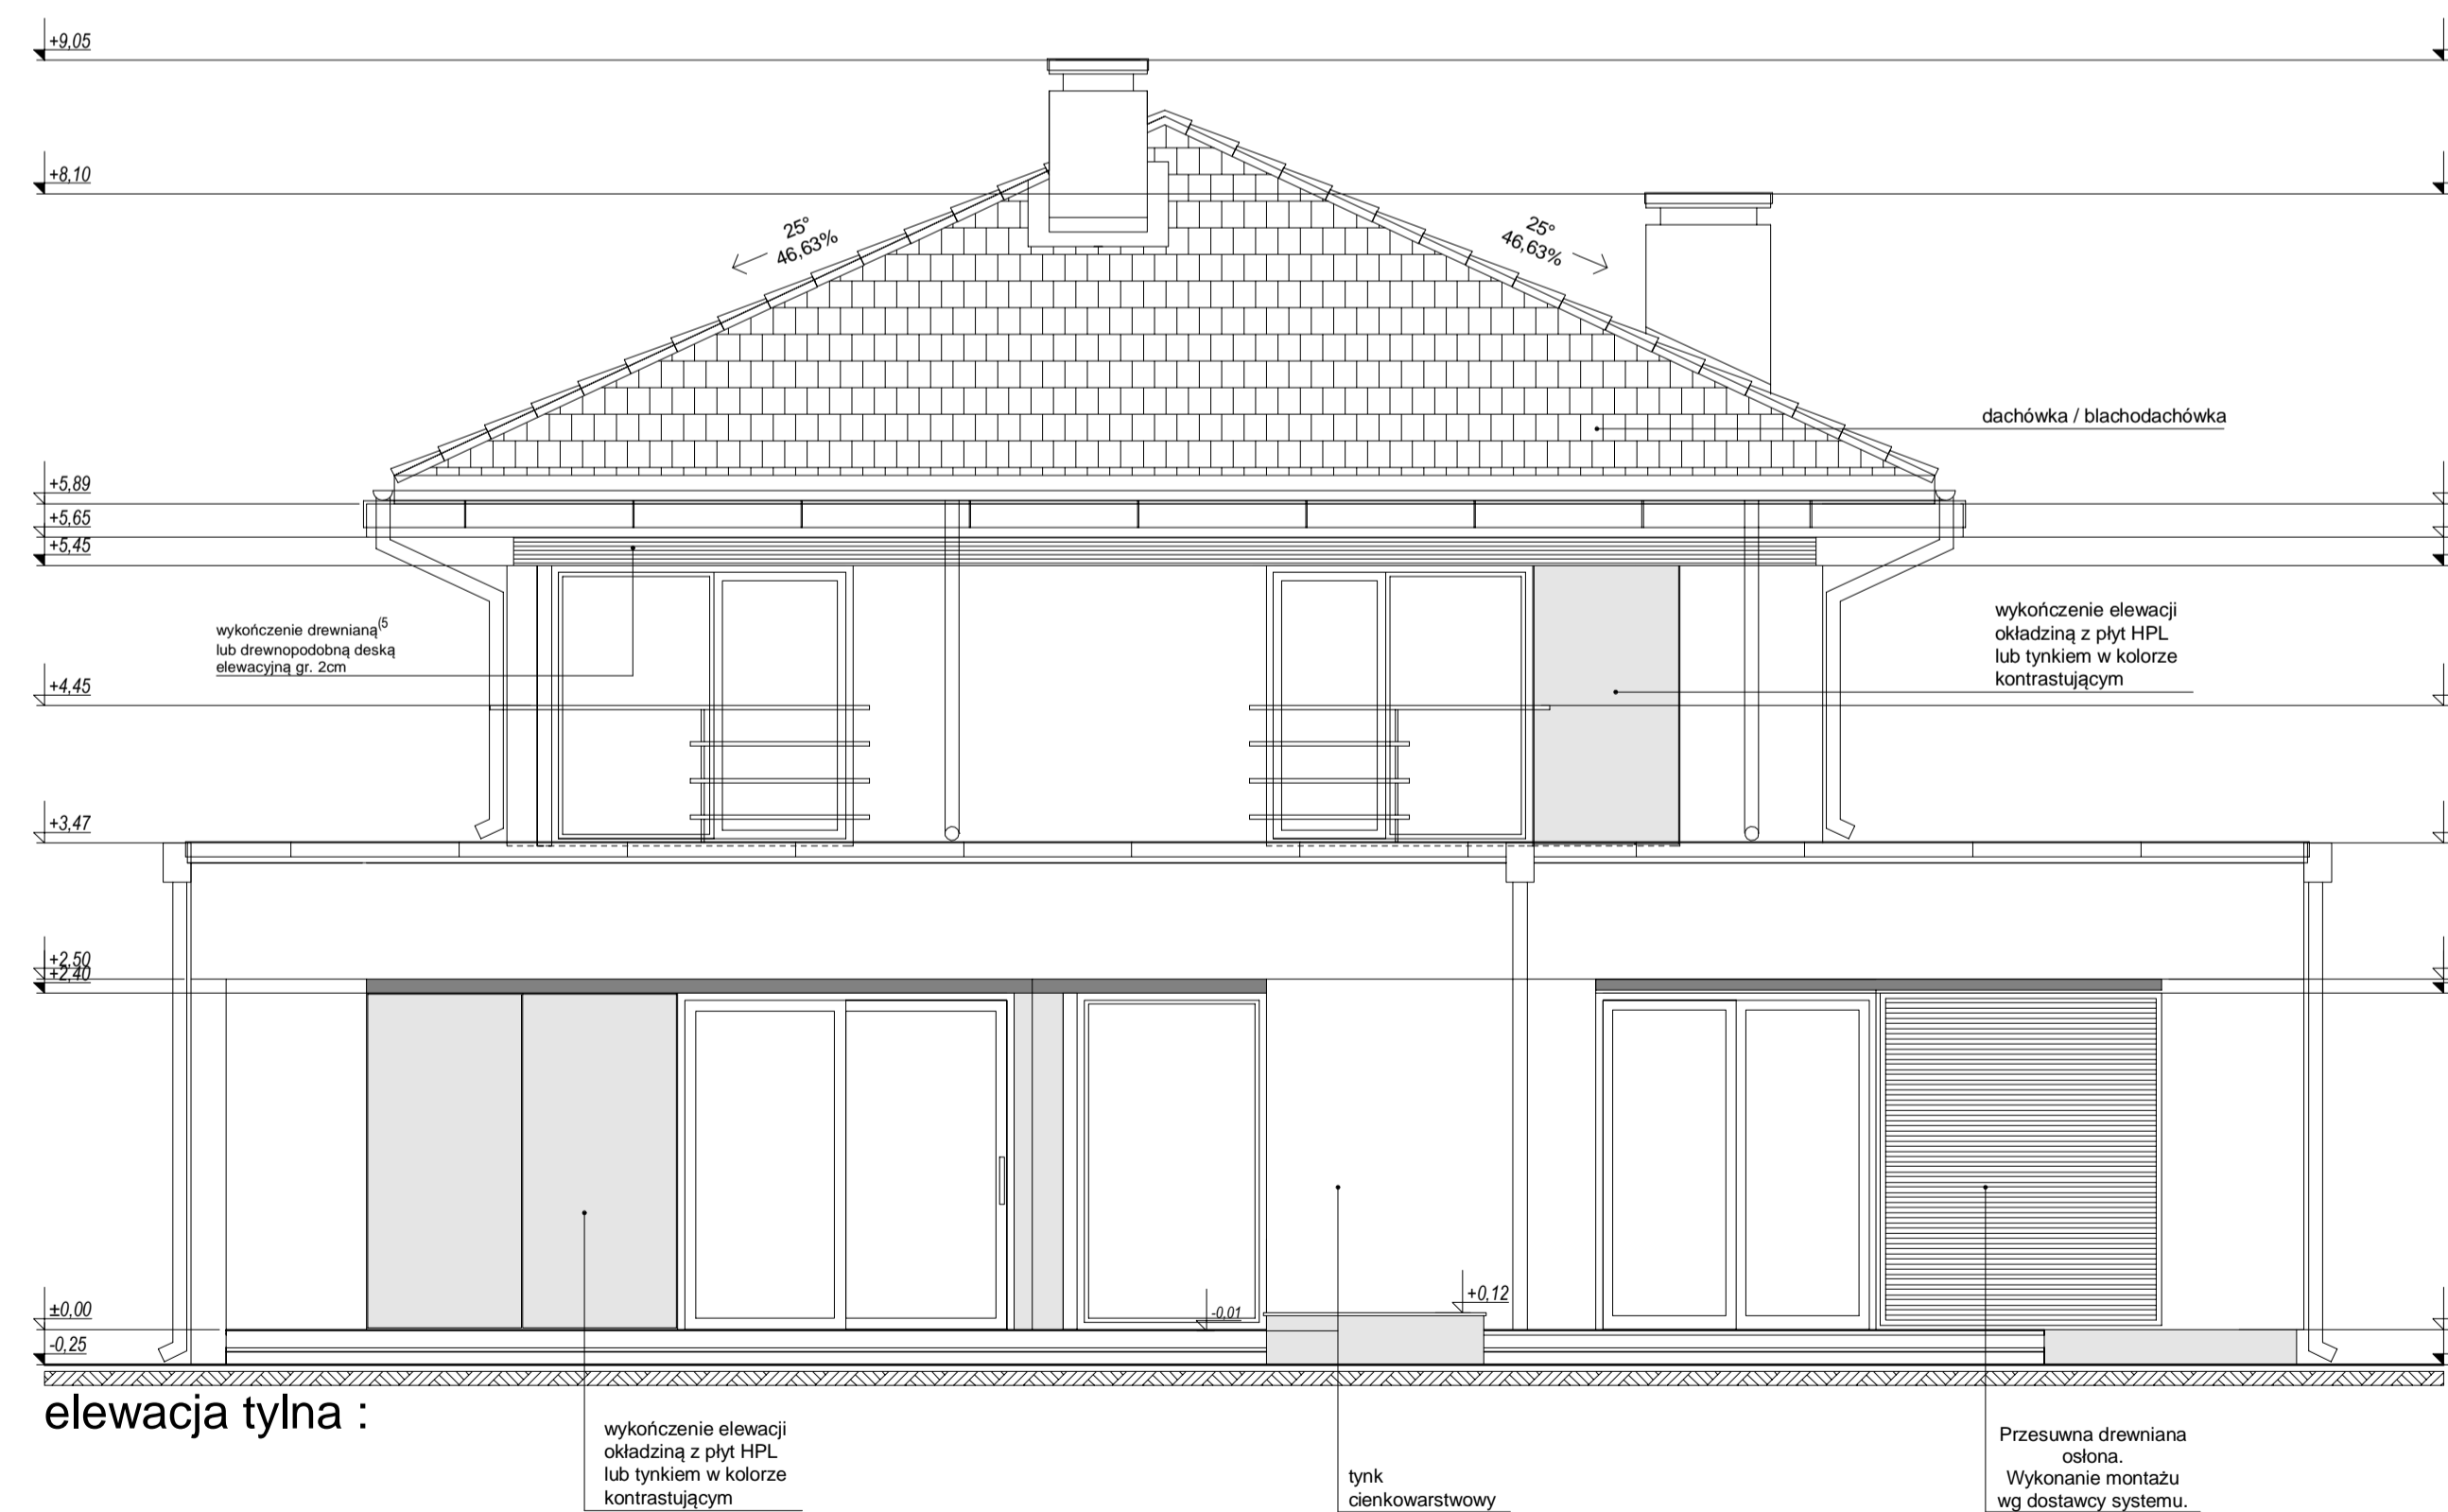 +9,05
+8,10
25°
46,63%
25°
46,63%
dachówka / blachodachówka
+5,89
+5,65
+5,45
wykończenie drewnianą(5
lub drewnopodobną deską
elewacyjną gr. 2cm
wykończenie elewacji
okładziną z płyt HPL
lub tynkiem w kolorze
kontrastującym
+4,45
+3,47
+2,50
+2,40
±0,00
-0,01
+0,12
-0,25
elewacja tylna :
wykończenie elewacji
okładziną z płyt HPL
lub tynkiem w kolorze
kontrastującym
tynk
cienkowarstwowy
Przesuwna drewniana
osłona.
Wykonanie montażu
wg dostawcy systemu.